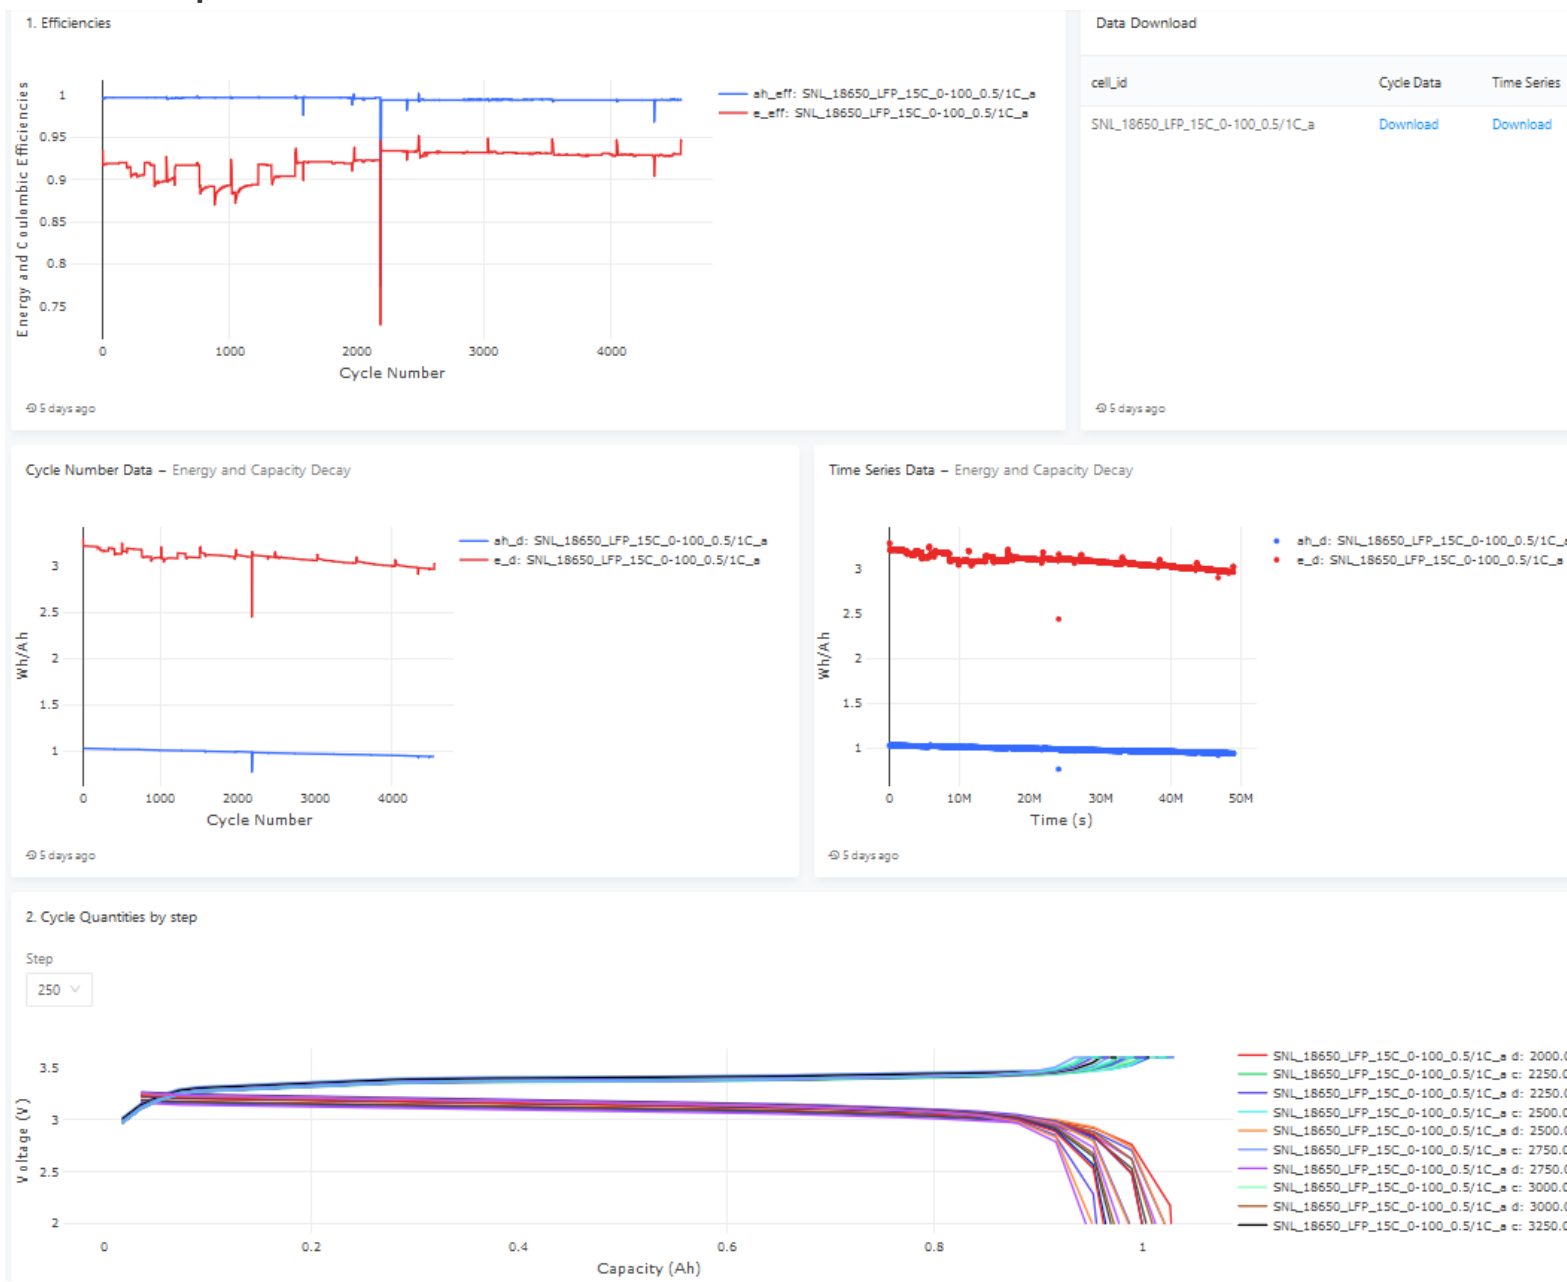 1. Efficiencies
Energy and Coulombic Efficiencies
1
0.95
0.9
0.85
0.8
0.75
0
1000
2000
3000
4000
Cycle Number
ah_eff: SNL_18650_LFP_15C_0-100_0.5/1C_a
e_eff: SNL_18650_LFP_15C_0-100_0.5/1C_a
5 days ago
Data Download
cell_id Cycle Data Time Series
SNL_18650_LFP_15C_0-100_0.5/1C_a Download Download
5 days ago
Cycle Number Data – Energy and Capacity Decay
Wh/Ah
3
2.5
2
1.5
1
0
1000
2000
3000
4000
Cycle Number
ah_d: SNL_18650_LFP_15C_0-100_0.5/1C_a
e_d: SNL_18650_LFP_15C_0-100_0.5/1C_a
5 days ago
Time Series Data – Energy and Capacity Decay
Wh/Ah
3
2.5
2
1.5
1
0
10M
20M
30M
40M
50M
Time (s)
ah_d: SNL_18650_LFP_15C_0-100_0.5/1C_a
e_d: SNL_18650_LFP_15C_0-100_0.5/1C_a
5 days ago
2. Cycle Quantities by step
Step
250
Voltage (V)
3.5
3
2.5
2
0
0.2
0.4
0.6
0.8
1
Capacity (Ah)
SNL_18650_LFP_15C_0-100_0.5/1C_a d: 2000.0
SNL_18650_LFP_15C_0-100_0.5/1C_a c: 2250.0
SNL_18650_LFP_15C_0-100_0.5/1C_a d: 2250.0
SNL_18650_LFP_15C_0-100_0.5/1C_a c: 2500.0
SNL_18650_LFP_15C_0-100_0.5/1C_a d: 2500.0
SNL_18650_LFP_15C_0-100_0.5/1C_a c: 2750.0
SNL_18650_LFP_15C_0-100_0.5/1C_a d: 2750.0
SNL_18650_LFP_15C_0-100_0.5/1C_a c: 3000.0
SNL_18650_LFP_15C_0-100_0.5/1C_a d: 3000.0
SNL_18650_LFP_15C_0-100_0.5/1C_a c: 3250.0